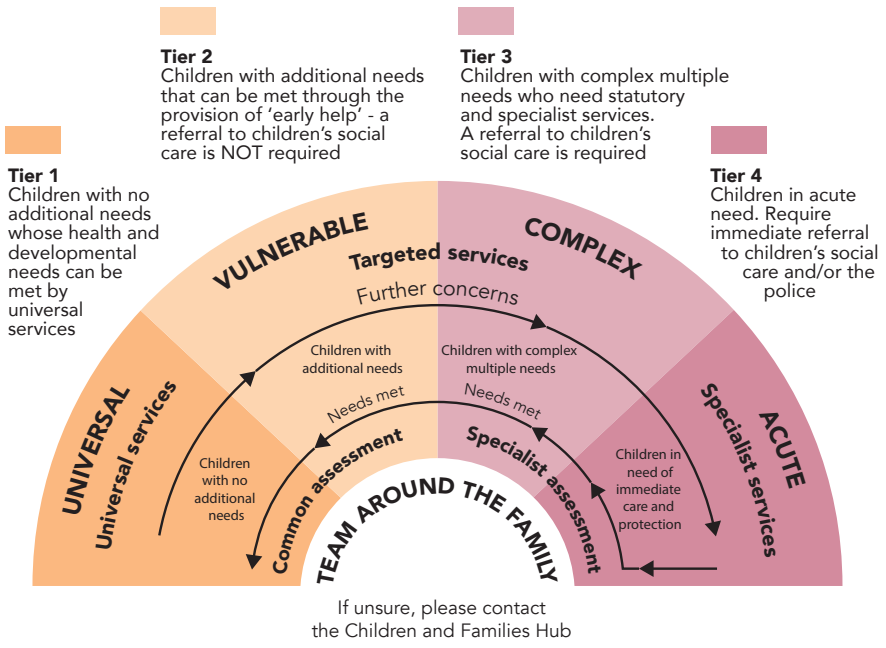 Tier 1
Children with no
additional needs
whose health and
developmental
needs can be
met by
universal
services
Tier 2
Children with additional needs
that can be met through the
provision of ‘early help’ - a
referral to children’s social
care is NOT required
Tier 3
Children with complex multiple
needs who need statutory
and specialist services.
A referral to children’s
social care is required
Tier 4
Children in acute
need. Require
immediate referral
to children’s social
care and/or the
police
UNIVERSAL
Universal services
VULNERABLE
COMPLEX
Targeted services
ACUTE
Specialist services
Further concerns
Children
with no
additional
needs
Children with
additional needs
Children with complex
multiple needs
Children in
need of
immediate
care and
protection
Needs met
Needs met
Common assessment
Specialist assessment
TEAM AROUND THE FAMILY
If unsure, please contact
the Children and Families Hub